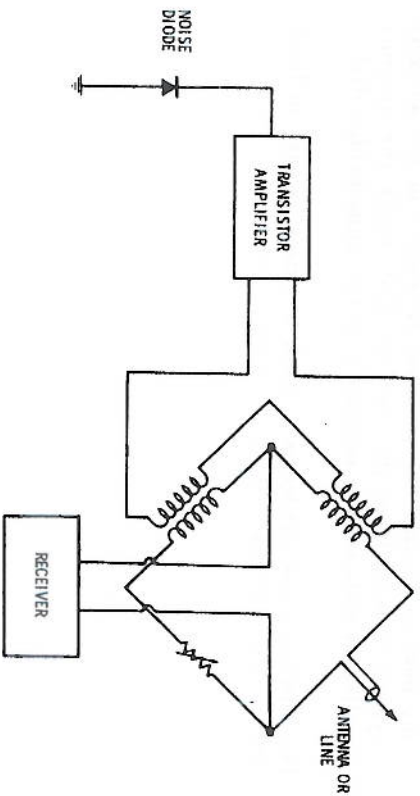 NOISE
DIODE
TRANSISTOR
AMPLIFIER
RECEIVER
ANTENNA OR
LINE